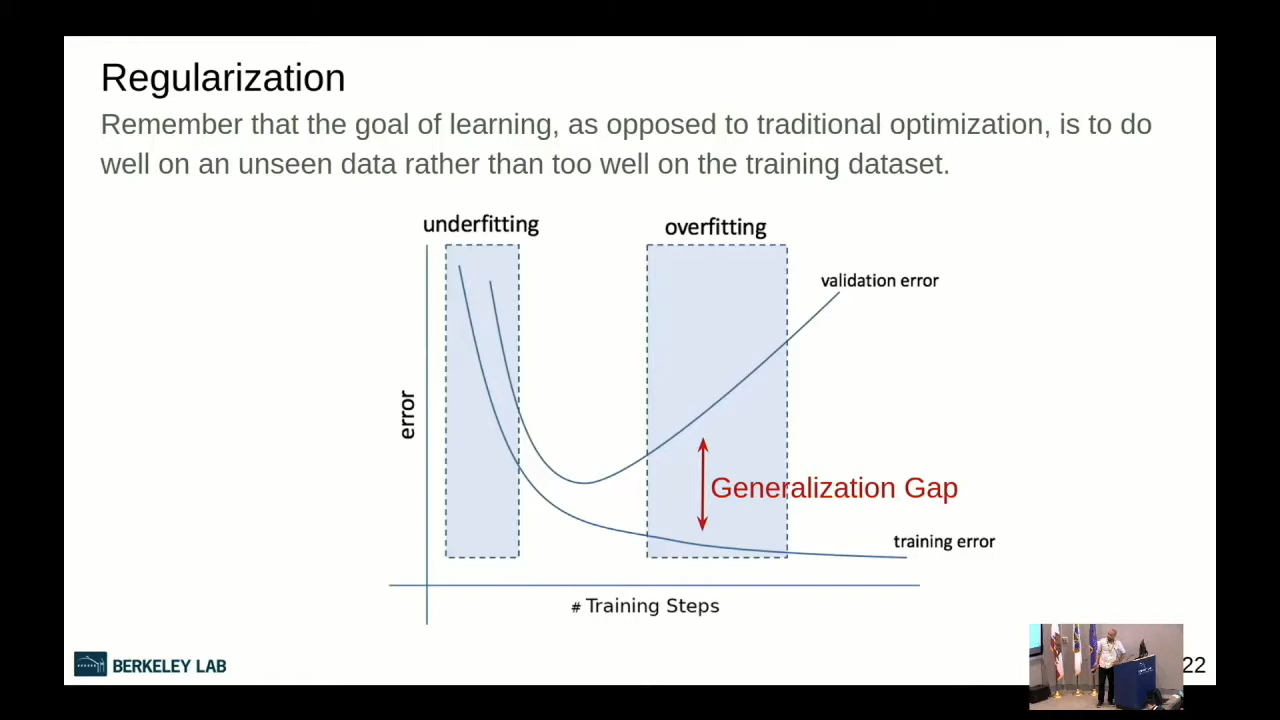 Regularization
Remember that the goal of learning, as opposed to traditional optimization, is to do
well on an unseen data rather than too well on the training dataset.
underfitting
overfitting
validation error
error
Generalization Gap
training error
# Training Steps
BERKELEY LAB
22